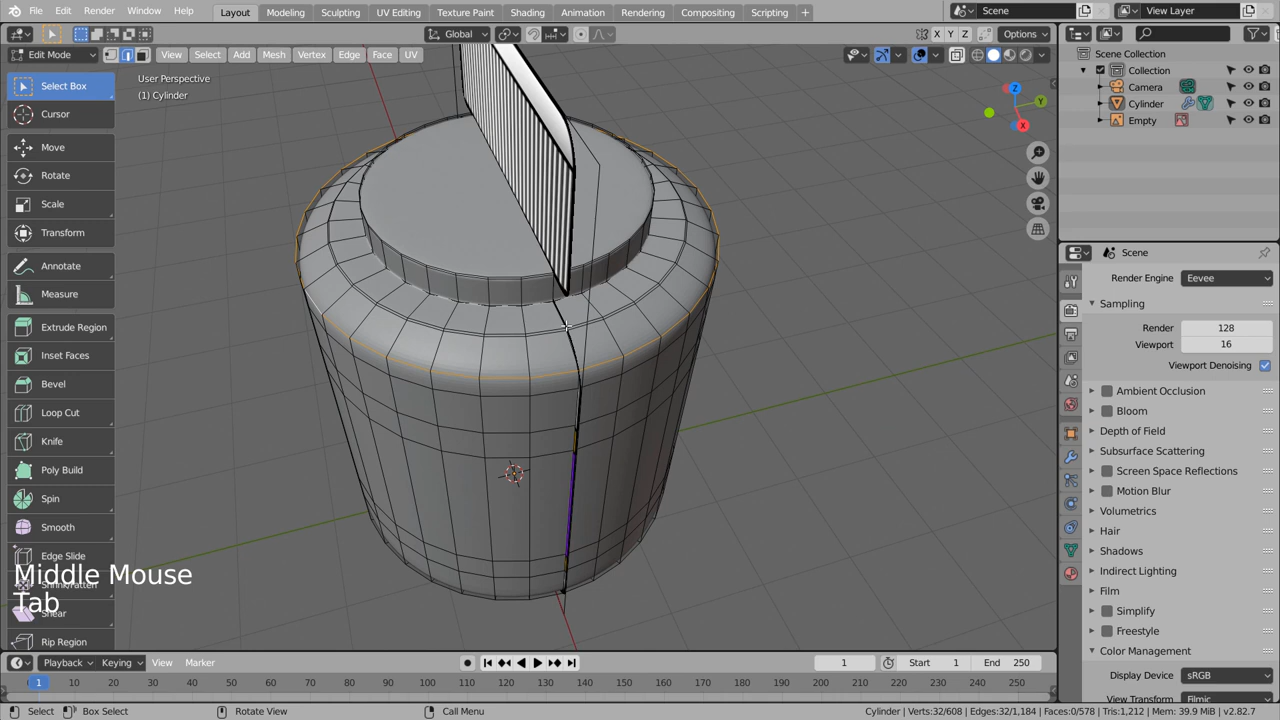 File Edit Render Window Help
Layout Modeling Sculpting UV Editing Texture Paint Shading Animation Rendering Compositing Scripting +
Scene
View Layer
Global
X Y Z
Options
Edit Mode
View Select Add Mesh Vertex Edge Face UV
User Perspective
(1) Cylinder
Select Box
Cursor
Move
Rotate
Scale
Transform
Annotate
Measure
Extrude Region
Inset Faces
Bevel
Loop Cut
Knife
Poly Build
Spin
Smooth
Edge Slide
Shrink/Fatten
Shear
Rip Region
Middle Mouse
Tab
Z
Y
X
Scene Collection
Collection
Camera
Cylinder
Empty
Scene
Render Engine Eevee
Sampling
Render 128
Viewport 16
Viewport Denoising
Ambient Occlusion
Bloom
Depth of Field
Subsurface Scattering
Screen Space Reflections
Motion Blur
Volumetrics
Hair
Shadows
Indirect Lighting
Film
Simplify
Freestyle
Color Management
Display Device sRGB
View Transform Filmic
Playback Keying View Marker
1
Start 1
End 250
1 10 20 30 40 50 60 70 80 90 100 110 120 130 140 150 160 170 180 190 200 210 220 230 240 250
Select Box Select Rotate View Call Menu
Cylinder | Verts:32/608 | Edges:32/1,184 | Faces:0/578 | Tris:1,212 | Mem: 39.9 MiB | v2.82.7